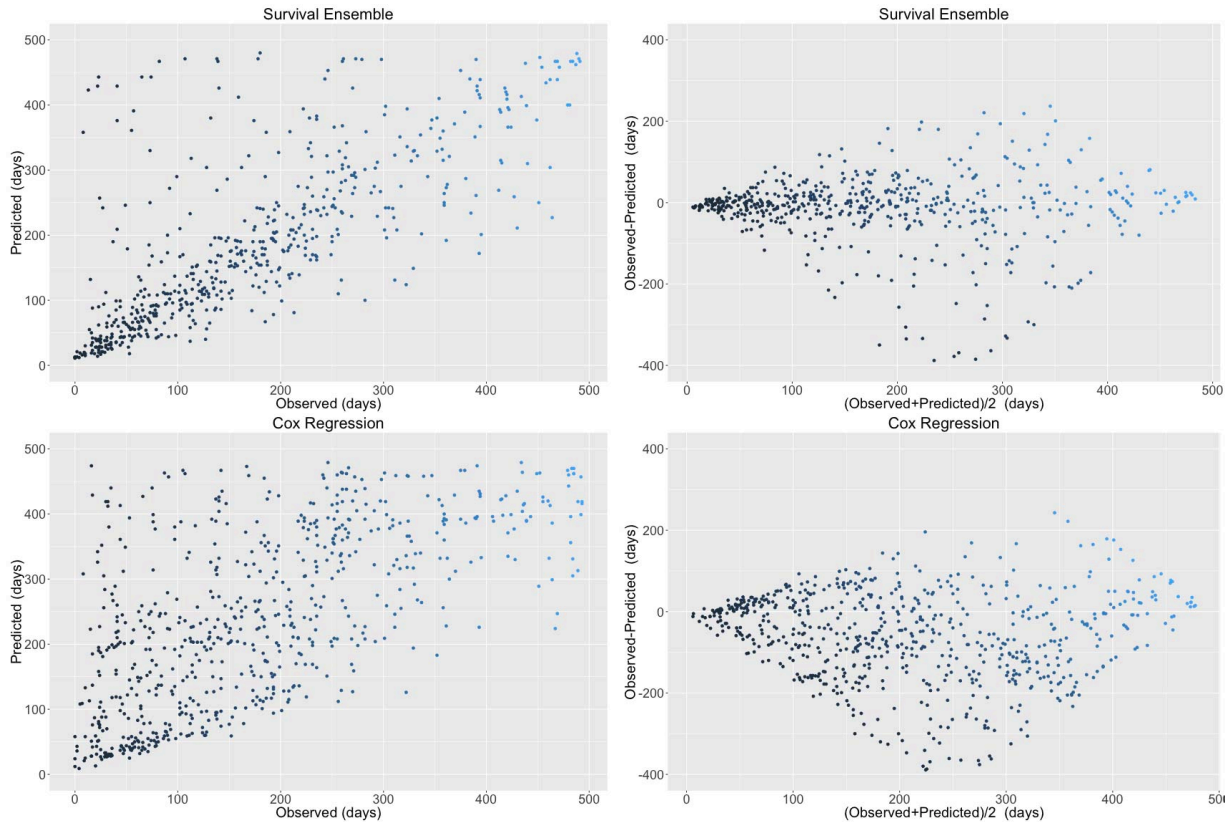 Survival Ensemble
500
400
300
200
100
0
Predicted (days)
0 100 200 300 400 500
Observed (days)
Survival Ensemble
400
200
0
-200
-400
Observed-Predicted (days)
0 100 200 300 400 500
(Observed+Predicted)/2 (days)
Cox Regression
500
400
300
200
100
0
Predicted (days)
0 100 200 300 400 500
Observed (days)
Cox Regression
400
200
0
-200
-400
Observed-Predicted (days)
0 100 200 300 400 500
(Observed+Predicted)/2 (days)